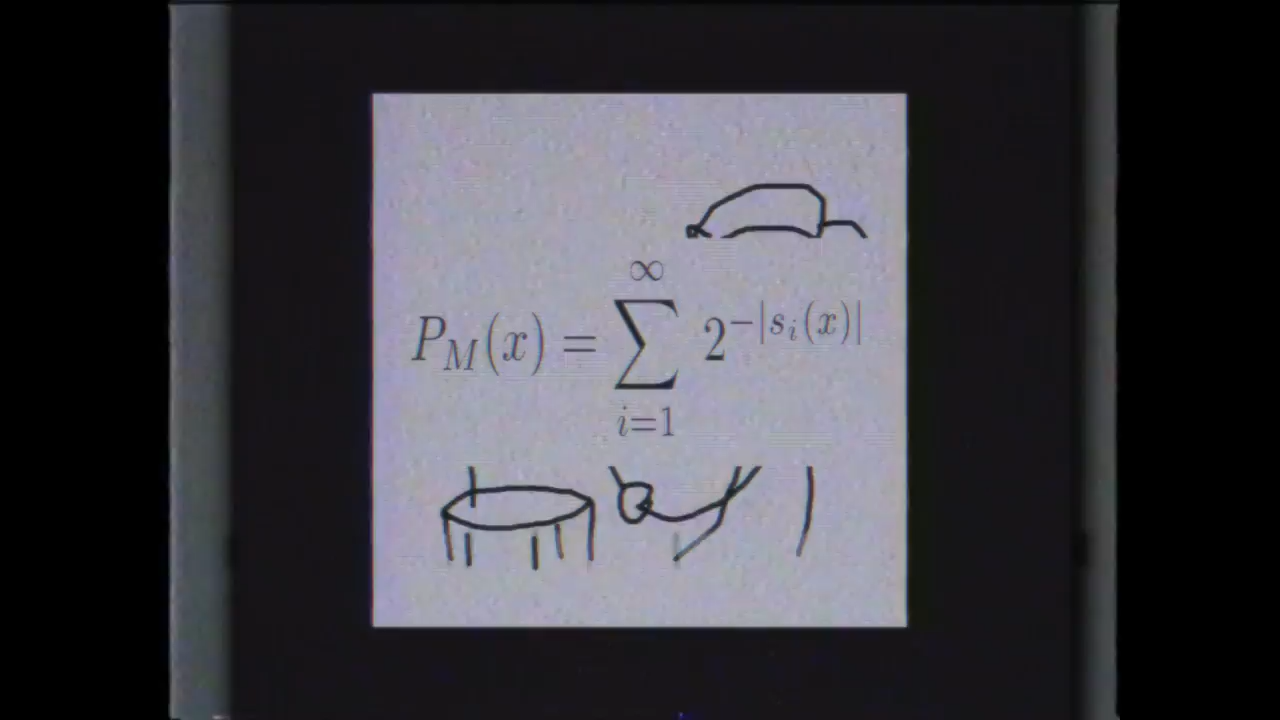 P_M(x) = \sum_{i=1}^{\infty} 2^{-|s_i(x)|}